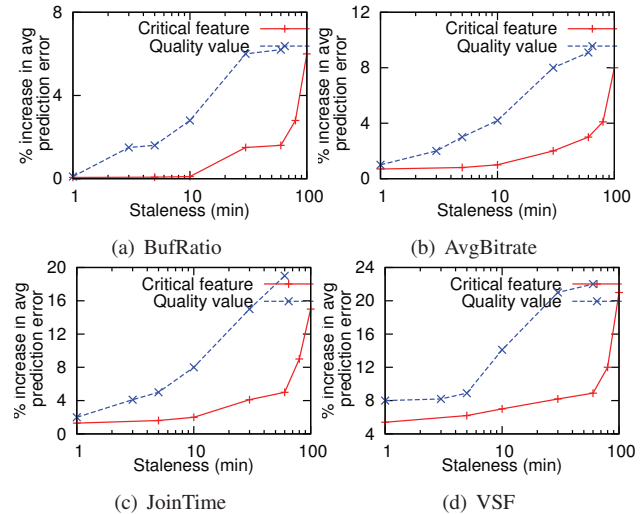 % increase in avg
prediction error
8
6
4
2
0
Critical feature
Quality value
1 10 100
Staleness (min)
(a) BufRatio
% increase in avg
prediction error
12
8
4
0
Critical feature
Quality value
1 10 100
Staleness (min)
(b) AvgBitrate
% increase in avg
prediction error
20
16
12
8
4
0
Critical feature
Quality value
1 10 100
Staleness (min)
(c) JoinTime
% increase in avg
prediction error
24
20
16
12
8
4
Critical feature
Quality value
1 10 100
Staleness (min)
(d) VSF